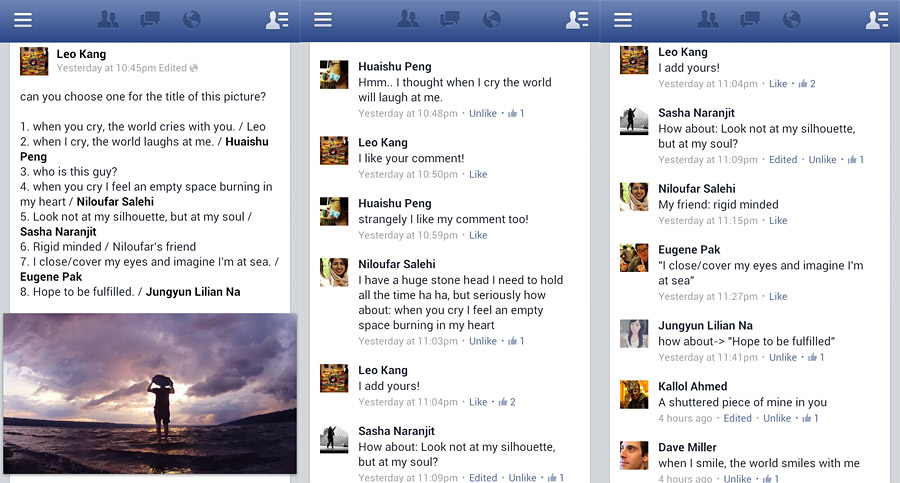 Leo Kang
Yesterday at 10:45pm Edited
can you choose one for the title of this picture?
1. when you cry, the world cries with you. / Leo
2. when I cry, the world laughs at me. / Huaishu
Peng
3. who is this guy?
4. when you cry I feel an empty space burning in
my heart / Niloufar Salehi
5. Look not at my silhouette, but at my soul /
Sasha Naranjit
6. Rigid minded / Niloufar's friend
7. I close/cover my eyes and imagine I'm at sea. /
Eugene Pak
8. Hope to be fulfilled. / Jungyun Lilian Na
Huaishu Peng
Hmm.. I thought when I cry the world
will laugh at me.
Yesterday at 10:48pm · Unlike · 1
Leo Kang
I like your comment!
Yesterday at 10:50pm · Like
Huaishu Peng
strangely I like my comment too!
Yesterday at 10:59pm · Like
Niloufar Salehi
I have a huge stone head I need to hold
all the time ha ha, but seriously how
about: when you cry I feel an empty
space burning in my heart
Yesterday at 11:03pm · Unlike · 1
Leo Kang
I add yours!
Yesterday at 11:04pm · Like · 2
Sasha Naranjit
How about: Look not at my silhouette,
but at my soul?
Yesterday at 11:09pm · Edited · Unlike · 1
Leo Kang
I add yours!
Yesterday at 11:04pm · Like · 2
Sasha Naranjit
How about: Look not at my silhouette,
but at my soul?
Yesterday at 11:09pm · Edited · Unlike · 1
Niloufar Salehi
My friend: rigid minded
Yesterday at 11:15pm · Like
Eugene Pak
"I close/cover my eyes and imagine I'm
at sea"
Yesterday at 11:27pm · Like
Jungyun Lilian Na
how about-> "Hope to be fulfilled"
Yesterday at 11:41pm · Unlike · 1
Kallol Ahmed
A shuttered piece of mine in you
4 hours ago · Edited · Unlike · 1
Dave Miller
when I smile, the world smiles with me
4 hours ago · Unlike · 1